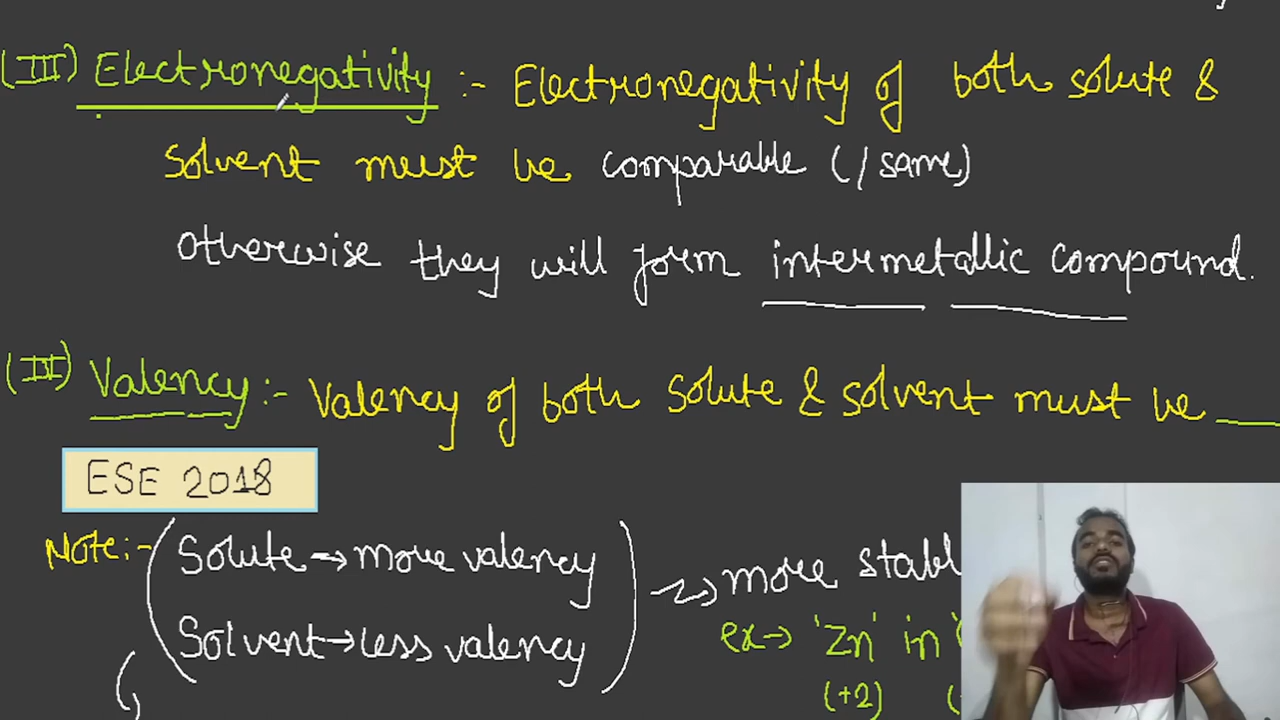 (III) Electronegativity :- Electronegativity of both solute &
solvent must be comparable (/same)
Otherwise they will form intermetallic compound.
(IV) Valency :- Valency of both solute & solvent must be
ESE 2018
Note:- (Solute → more valency
Solvent → less valency)
→ more
ex → 'Zn' in
(+2)